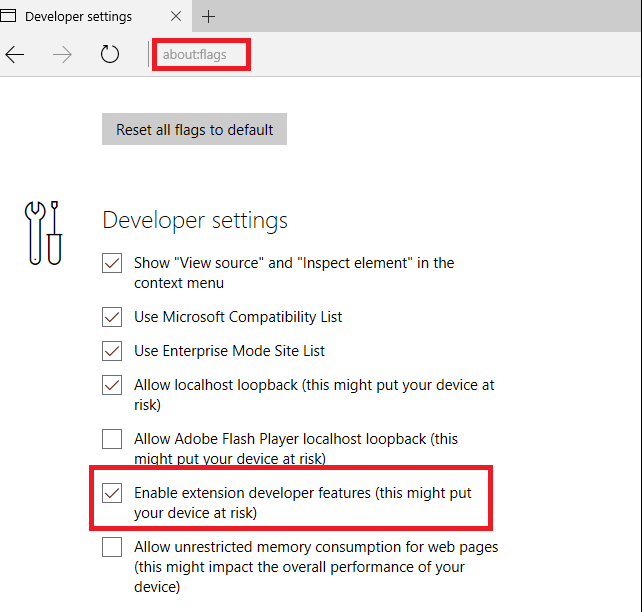 Developer settings
about:flags
Reset all flags to default
Developer settings
Show "View source" and "Inspect element" in the
context menu
Use Microsoft Compatibility List
Use Enterprise Mode Site List
Allow localhost loopback (this might put your device at
risk)
Allow Adobe Flash Player localhost loopback (this
might put your device at risk)
Enable extension developer features (this might put
your device at risk)
Allow unrestricted memory consumption for web pages
(this might impact the overall performance of your
device)